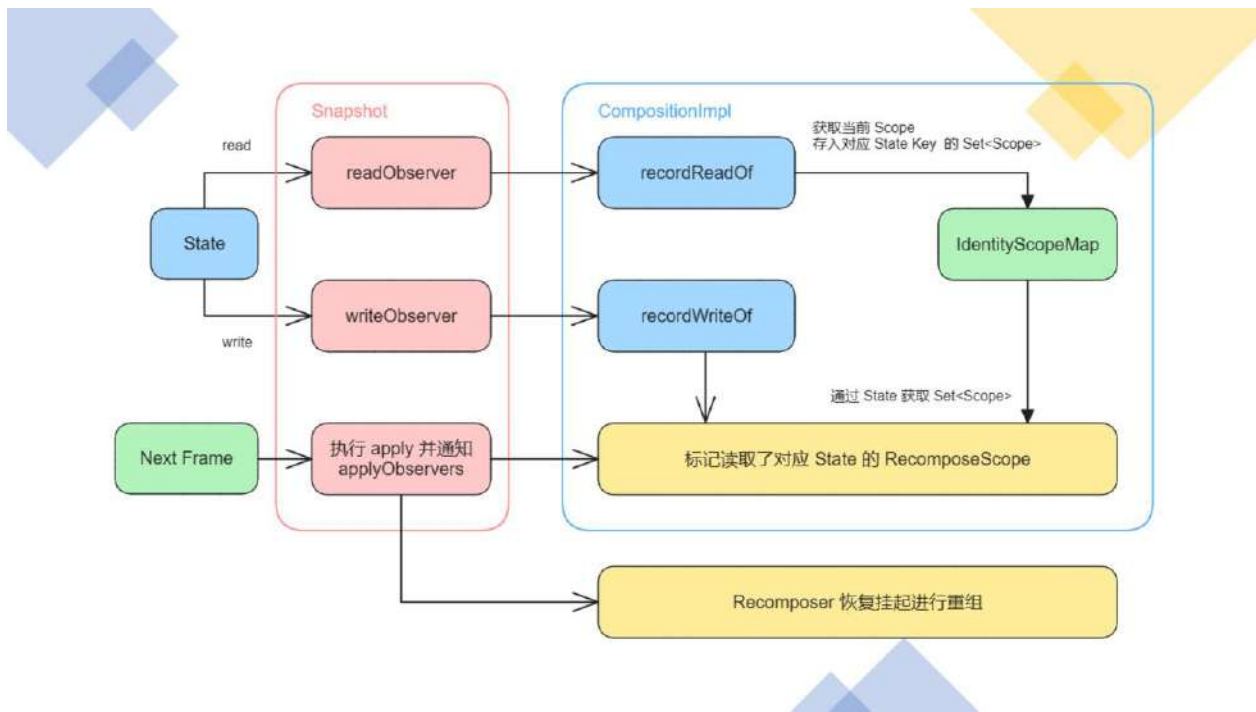 Snapshot
CompositionImpl
read
readObserver
recordReadOf
获取当前 Scope
存入对应 State Key 的 Set<Scope>
State
IdentityScopeMap
write
writeObserver
recordWriteOf
通过 State 获取 Set<Scope>
Next Frame
执行 apply 并通知
applyObservers
标记读取了对应 State 的 RecomposeScope
Recomposer 恢复挂起进行重组